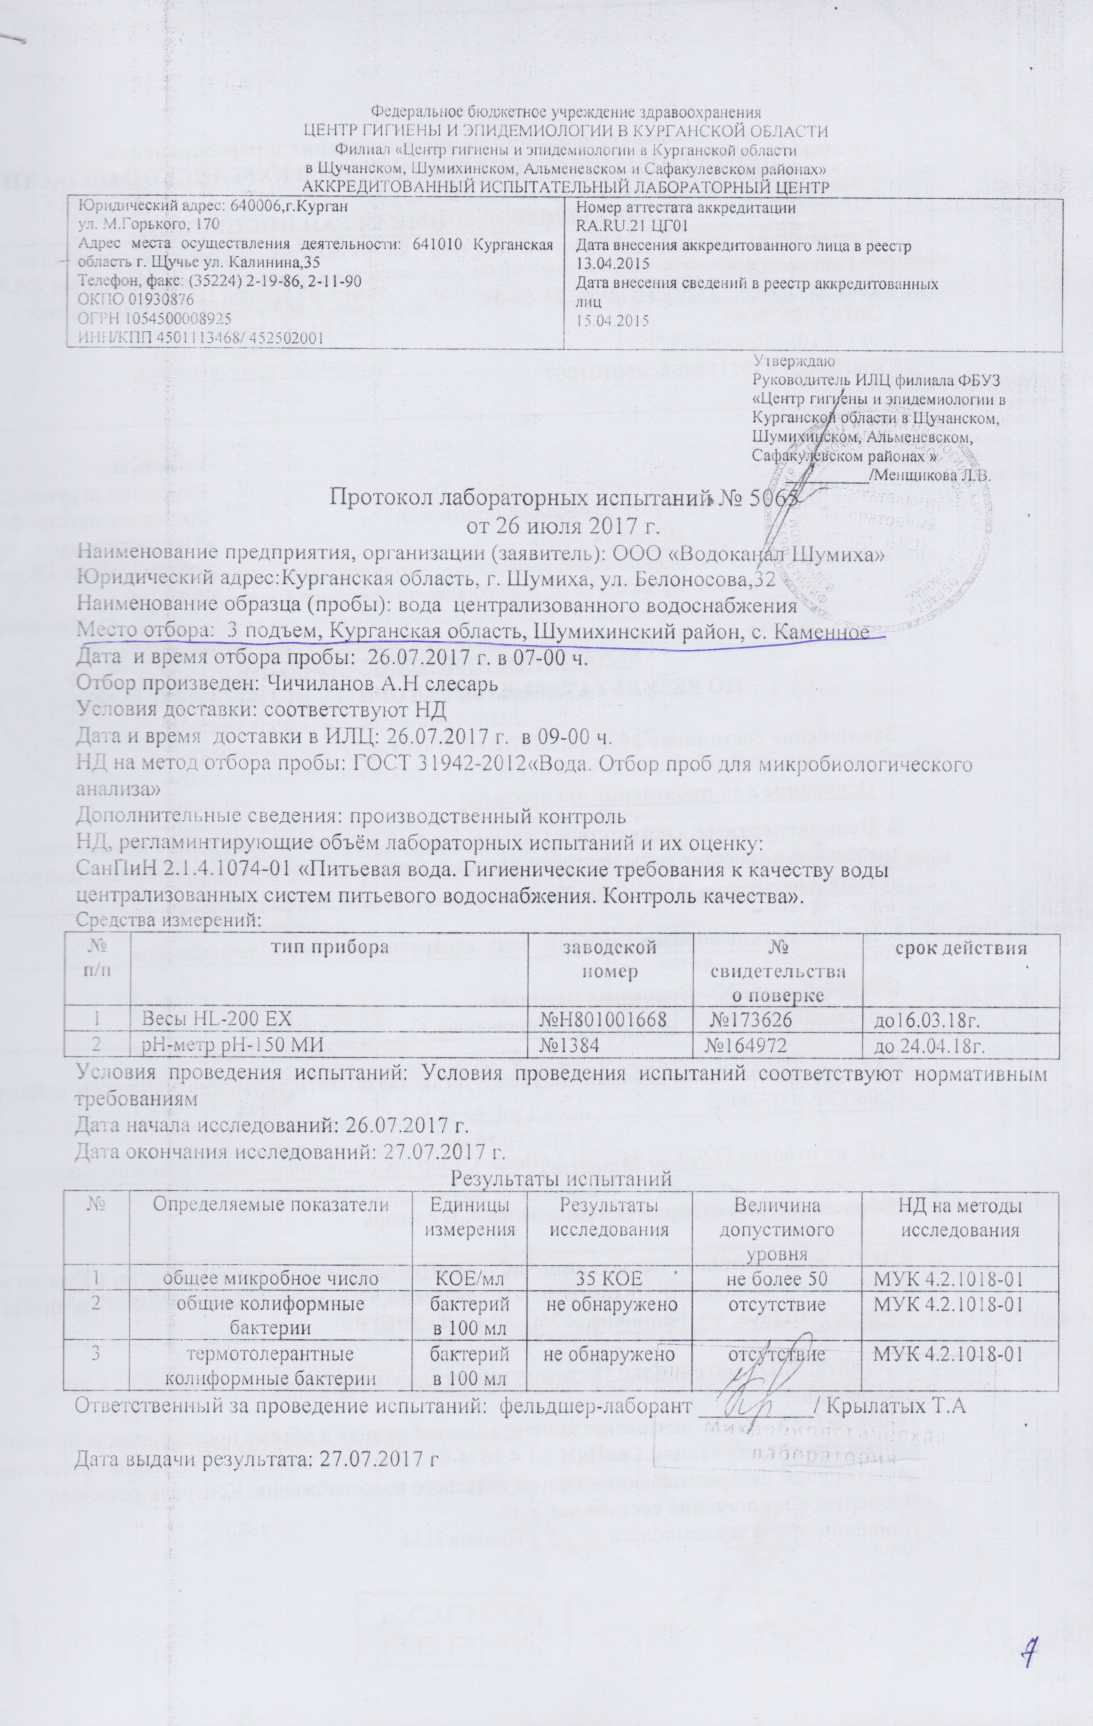 Федеральное бюджетное учреждение здравоохранения
ЦЕНТР ГИГИЕНЫ И ЭПИДЕМИОЛОГИИ В КУРГАНСКОЙ ОБЛАСТИ
Филиал «Центр гигиены и эпидемиологии в Курганской области
в Щучанском, Шумихинском, Альменевском и Сафакулевском районах»
АККРЕДИТОВАННЫЙ ИСПЫТАТЕЛЬНЫЙ ЛАБОРАТОРНЫЙ ЦЕНТР
Юридический адрес: 640006,г.Курган
ул. М.Горького, 170
Адрес места осуществления деятельности: 641010 Курганская
область г. Щучье ул. Калинина,35
Телефон, факс: (35224) 2-19-86, 2-11-90
ОКПО 01930876
ОГРН 1054500008925
ИНН/КПП 4501113468/ 452502001
Номер аттестата аккредитации
RA.RU.21 ЦГ01
Дата внесения аккредитованного лица в реестр
13.04.2015
Дата внесения сведений в реестр аккредитованных
лиц
15.04.2015
Утверждаю
Руководитель ИЛЦ филиала ФБУЗ
«Центр гигиены и эпидемиологии в
Курганской области в Щучанском,
Шумихинском, Альменевском,
Сафакулевском районах »
/Менщикова Л.В.
Протокол лабораторных испытаний № 5065
от 26 июля 2017 г.
Наименование предприятия, организации (заявитель): ООО «Водоканал Шумиха»
Юридический адрес:Курганская область, г. Шумиха, ул. Белоносова,32
Наименование образца (пробы): вода централизованного водоснабжения
Место отбора: 3 подъем, Курганская область, Шумихинский район, с. Каменное
Дата и время отбора пробы: 26.07.2017 г. в 07-00 ч.
Отбор произведен: Чичиланов А.Н слесарь
Условия доставки: соответствуют НД
Дата и время доставки в ИЛЦ: 26.07.2017 г. в 09-00 ч.
НД на метод отбора пробы: ГОСТ 31942-2012«Вода. Отбор проб для микробиологического
анализа»
Дополнительные сведения: производственный контроль
НД, регламинтирующие объём лабораторных испытаний и их оценку:
СанПиН 2.1.4.1074-01 «Питьевая вода. Гигиенические требования к качеству воды
централизованных систем питьевого водоснабжения. Контроль качества».
Средства измерений:
№ п/п тип прибора заводской номер № свидетельства о поверке срок действия
1 Весы HL-200 EX №Н801001668 №173626 до16.03.18г.
2 рН-метр рН-150 МИ №1384 №164972 до 24.04.18г.
Условия проведения испытаний: Условия проведения испытаний соответствуют нормативным
требованиям
Дата начала исследований: 26.07.2017 г.
Дата окончания исследований: 27.07.2017 г.
Результаты испытаний
№ Определяемые показатели Единицы измерения Результаты исследования Величина допустимого уровня НД на методы исследования
1 общее микробное число КОЕ/мл 35 КОЕ не более 50 МУК 4.2.1018-01
2 общие колиформные бактерии бактерий в 100 мл не обнаружено отсутствие МУК 4.2.1018-01
3 термотолерантные колиформные бактерии бактерий в 100 мл не обнаружено отсутствие МУК 4.2.1018-01
Ответственный за проведение испытаний: фельдшер-лаборант / Крылатых Т.А
Дата выдачи результата: 27.07.2017 г